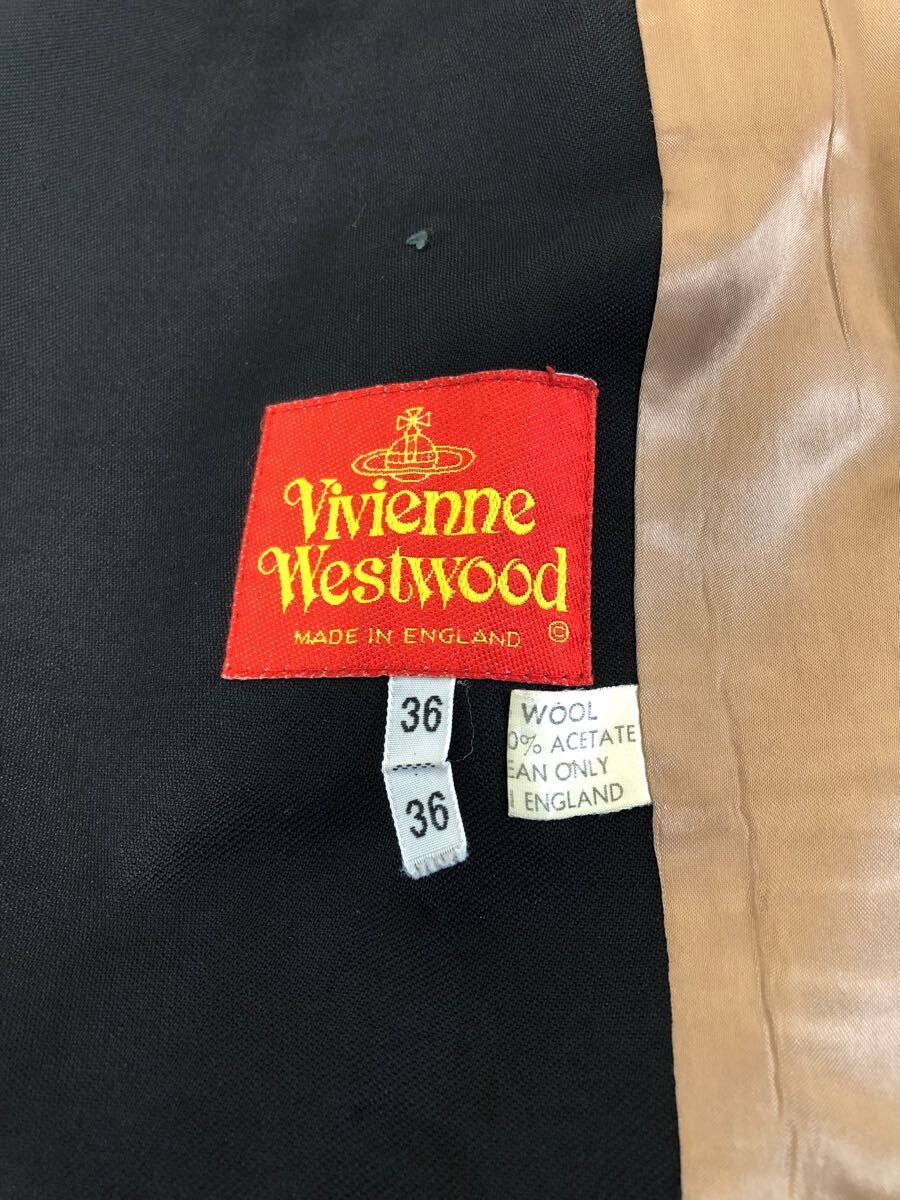 Vivienne
Westwood
MADE IN ENGLAND ©
36
36
WOOL
0% ACETATE
EAN ONLY
ENGLAND